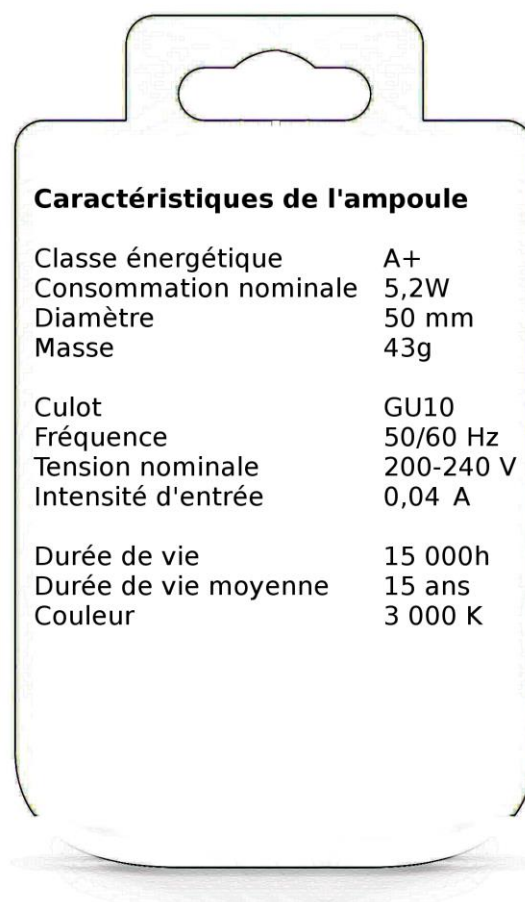 Caractéristiques de l'ampoule
Classe énergétique A+
Consommation nominale 5,2W
Diamètre 50 mm
Masse 43g
Culot GU10
Fréquence 50/60 Hz
Tension nominale 200-240 V
Intensité d'entrée 0,04 A
Durée de vie 15 000h
Durée de vie moyenne 15 ans
Couleur 3 000 K